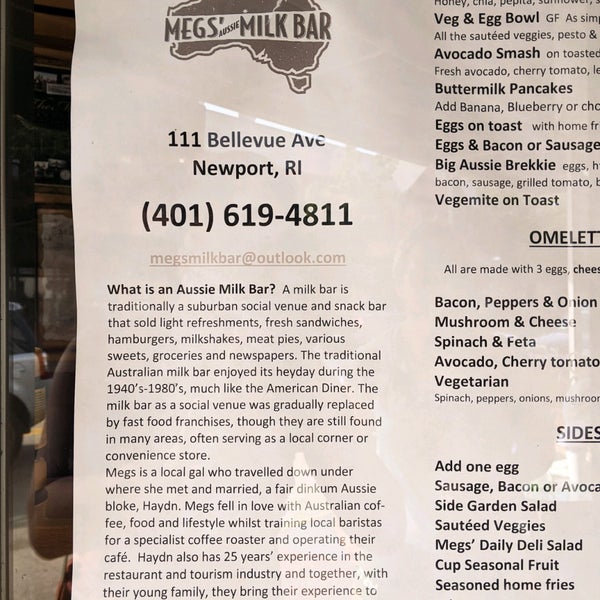 MEGS' AUSSIE MILK BAR
111 Bellevue Ave
Newport, RI
(401) 619-4811
megsmilkbar@outlook.com
What is an Aussie Milk Bar?  A milk bar is
traditionally a suburban social venue and snack bar
that sold light refreshments, fresh sandwiches,
hamburgers, milkshakes, meat pies, various
sweets, groceries and newspapers. The traditional
Australian milk bar enjoyed its heyday during the
1940's-1980's, much like the American Diner. The
milk bar as a social venue was gradually replaced
by fast food franchises, though they are still found
in many areas, often serving as a local corner or
convenience store.
Megs is a local gal who travelled down under
where she met and married, a fair dinkum Aussie
bloke, Haydn. Megs fell in love with Australian cof-
fee, food and lifestyle whilst training local baristas
for a specialist coffee roaster and operating their
café.  Haydn also has 25 years' experience in the
restaurant and tourism industry and together, with
their young family, they bring their experience to
Honey, chia, pepita, sunflower,
Veg & Egg Bowl GF As
All the sautéed veggies, pesto &
Avocado Smash on toasted
Fresh avocado, cherry tomato,
Buttermilk Pancakes
Add Banana, Blueberry or
Eggs on toast with home
Eggs & Bacon or Sausage
Big Aussie Brekkie eggs,
bacon, sausage, grilled tomato,
Vegemite on Toast
OMELETT
All are made with 3 eggs,
Bacon, Peppers & Onion
Mushroom & Cheese
Spinach & Feta
Avocado, Cherry tomato
Vegetarian
Spinach, peppers, onions,
SIDES
Add one egg
Sausage, Bacon or Avoca
Side Garden Salad
Sautéed Veggies
Megs' Daily Deli Salad
Cup Seasonal Fruit
Seasoned home fries